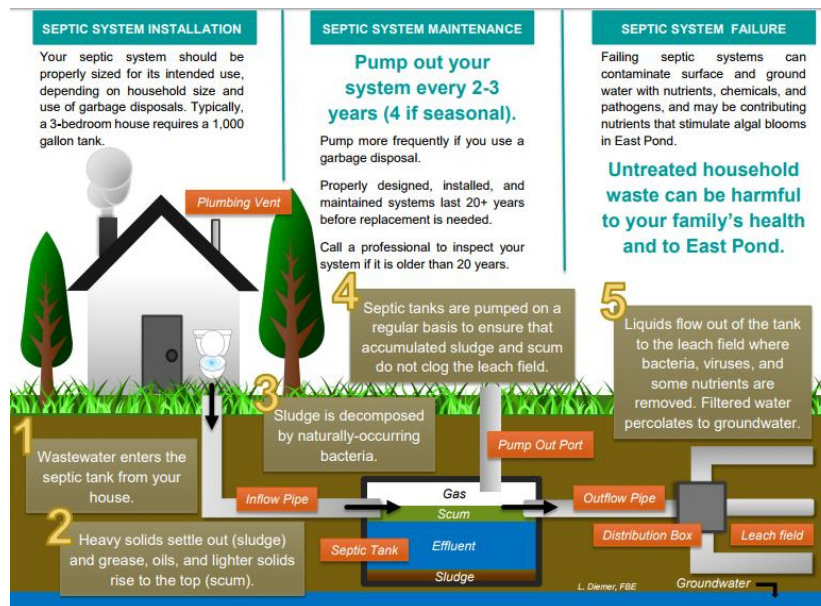 SEPTIC SYSTEM INSTALLATION
Your septic system should be
properly sized for its intended use,
depending on household size and
use of garbage disposals. Typically,
a 3-bedroom house requires a 1,000
gallon tank.
SEPTIC SYSTEM MAINTENANCE
Pump out your
system every 2-3
years (4 if seasonal).
Pump more frequently if you use a
garbage disposal.
Properly designed, installed, and
maintained systems last 20+ years
before replacement is needed.
Call a professional to inspect your
system if it is older than 20 years.
SEPTIC SYSTEM FAILURE
Failing septic systems can
contaminate surface and ground
water with nutrients, chemicals, and
pathogens, and may be contributing
nutrients that stimulate algal blooms
in East Pond.
Untreated household
waste can be harmful
to your family's health
and to East Pond.
Plumbing Vent
1
Wastewater enters the
septic tank from your
house.
2
Heavy solids settle out (sludge)
and grease, oils, and lighter solids
rise to the top (scum).
3
Sludge is decomposed
by naturally-occurring
bacteria.
4
Septic tanks are pumped on a
regular basis to ensure that
accumulated sludge and scum
do not clog the leach field.
5
Liquids flow out of the tank
to the leach field where
bacteria, viruses, and
some nutrients are
removed. Filtered water
percolates to groundwater.
Pump Out Port
Inflow Pipe
Gas
Scum
Effluent
Sludge
Septic Tank
Outflow Pipe
Distribution Box
Leach field
L. Diemer, FBE
Groundwater